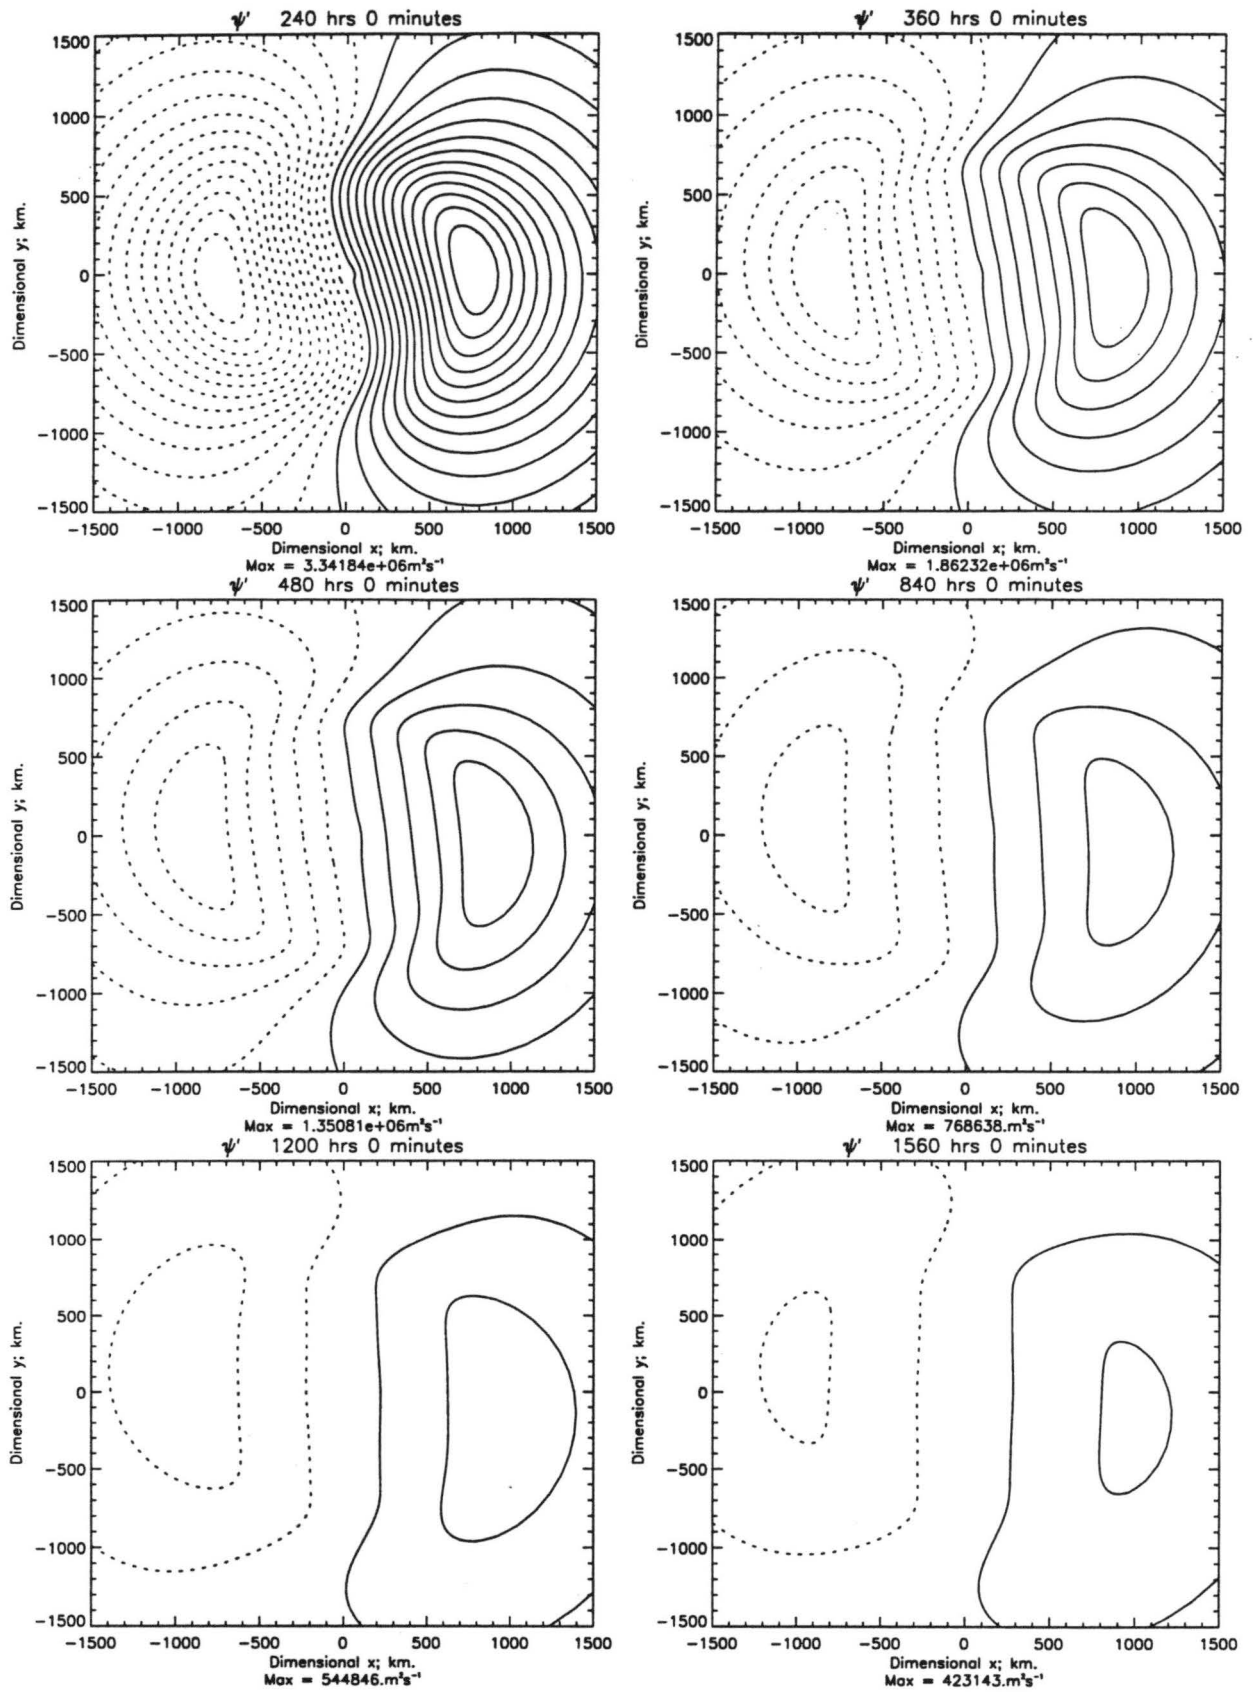 ψ' 240 hrs 0 minutes
1500
1000
500
0
−500
−1000
−1500
Dimensional y; km.
−1500 −1000 −500 0 500 1000 1500
Dimensional x; km.
Max = 3.34184e+06m²s⁻¹
ψ' 360 hrs 0 minutes
1500
1000
500
0
−500
−1000
−1500
Dimensional y; km.
−1500 −1000 −500 0 500 1000 1500
Dimensional x; km.
Max = 1.86232e+06m²s⁻¹
ψ' 480 hrs 0 minutes
1500
1000
500
0
−500
−1000
−1500
Dimensional y; km.
−1500 −1000 −500 0 500 1000 1500
Dimensional x; km.
Max = 1.35081e+06m²s⁻¹
ψ' 840 hrs 0 minutes
1500
1000
500
0
−500
−1000
−1500
Dimensional y; km.
−1500 −1000 −500 0 500 1000 1500
Dimensional x; km.
Max = 768638.m²s⁻¹
ψ' 1200 hrs 0 minutes
1500
1000
500
0
−500
−1000
−1500
Dimensional y; km.
−1500 −1000 −500 0 500 1000 1500
Dimensional x; km.
Max = 544846.m²s⁻¹
ψ' 1560 hrs 0 minutes
1500
1000
500
0
−500
−1000
−1500
Dimensional y; km.
−1500 −1000 −500 0 500 1000 1500
Dimensional x; km.
Max = 423143.m²s⁻¹